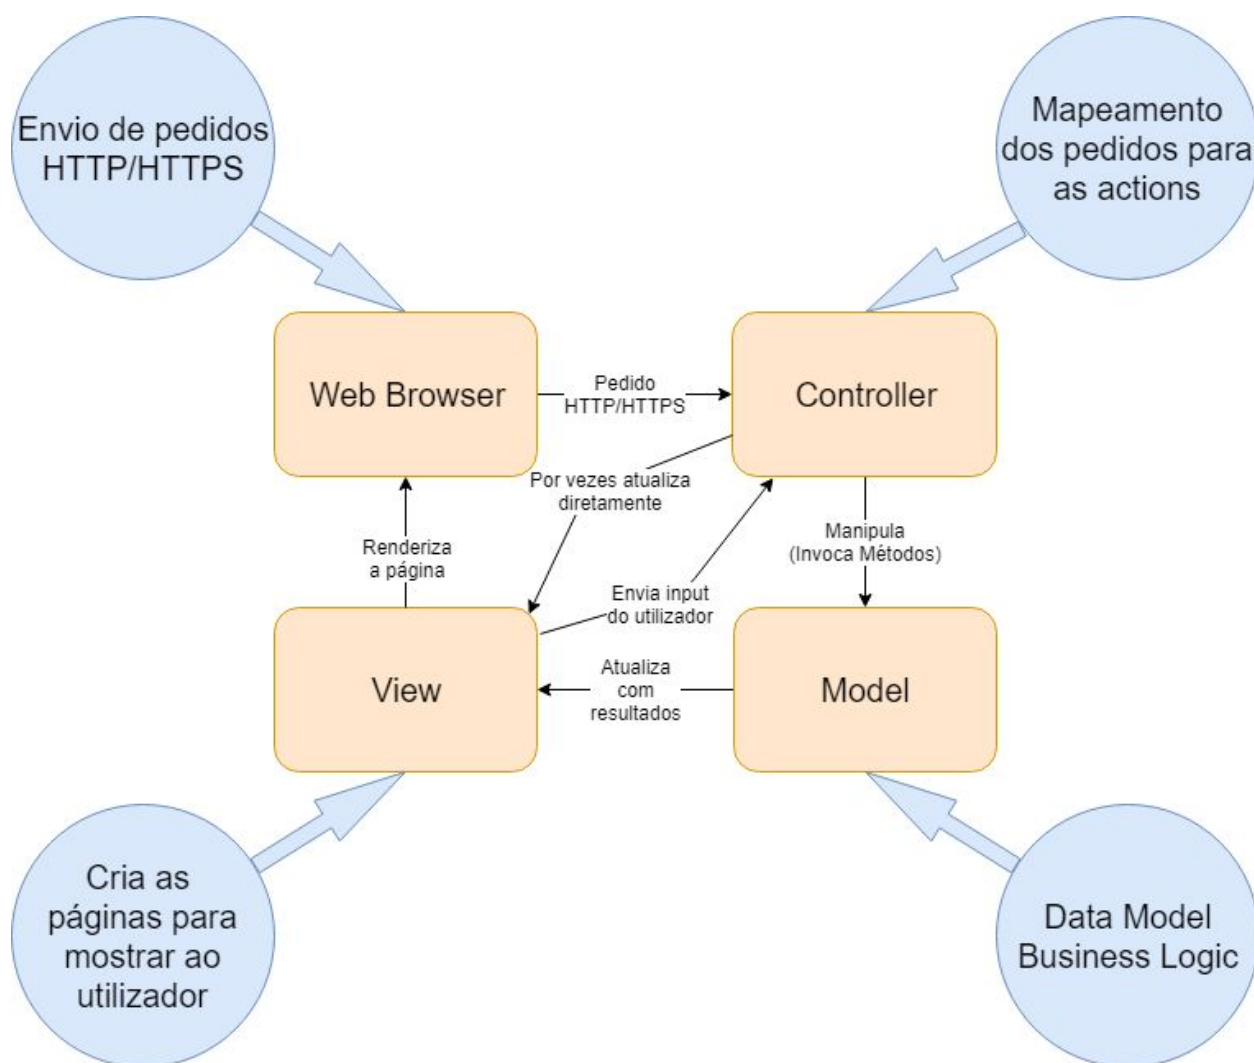 Envio de pedidos
HTTP/HTTPS
Mapeamento
dos pedidos para
as actions
Web Browser
Pedido
HTTP/HTTPS
Controller
Por vezes atualiza
diretamente
Renderiza
a página
Manipula
(Invoca Métodos)
Envia input
do utilizador
View
Atualiza
com
resultados
Model
Cria as
páginas para
mostrar ao
utilizador
Data Model
Business Logic